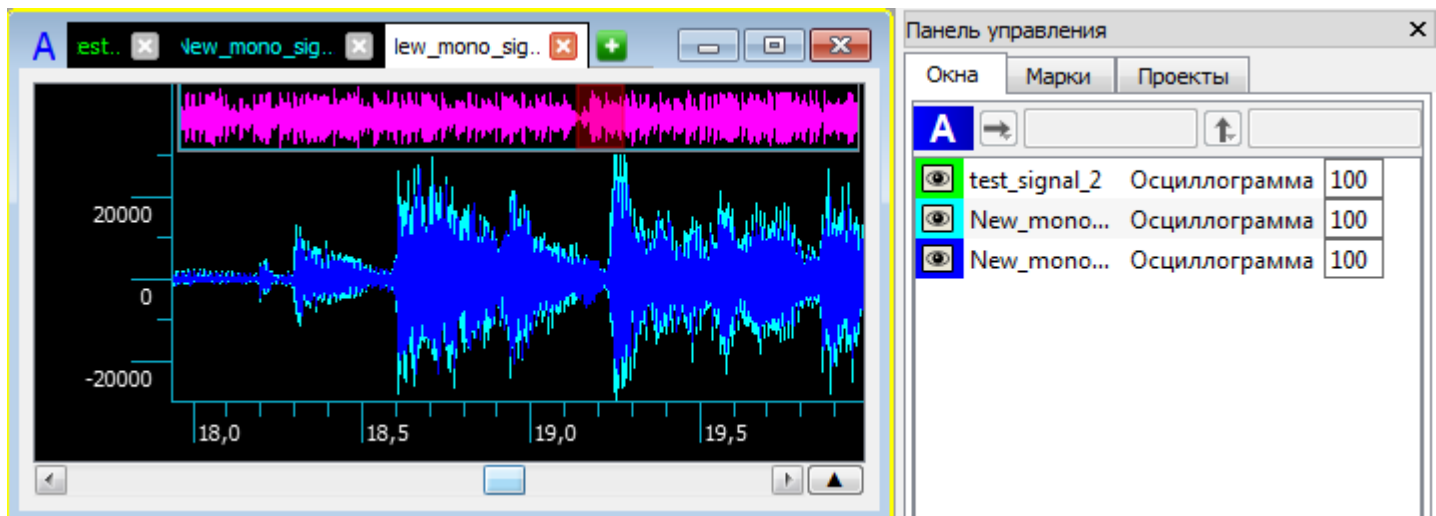 A est.. New_mono_sig.. lew_mono_sig..
20000
0
-20000
18,0 18,5 19,0 19,5
Панель управления
Окна Марки Проекты
A
test_signal_2 Осциллограмма 100
New_mono... Осциллограмма 100
New_mono... Осциллограмма 100